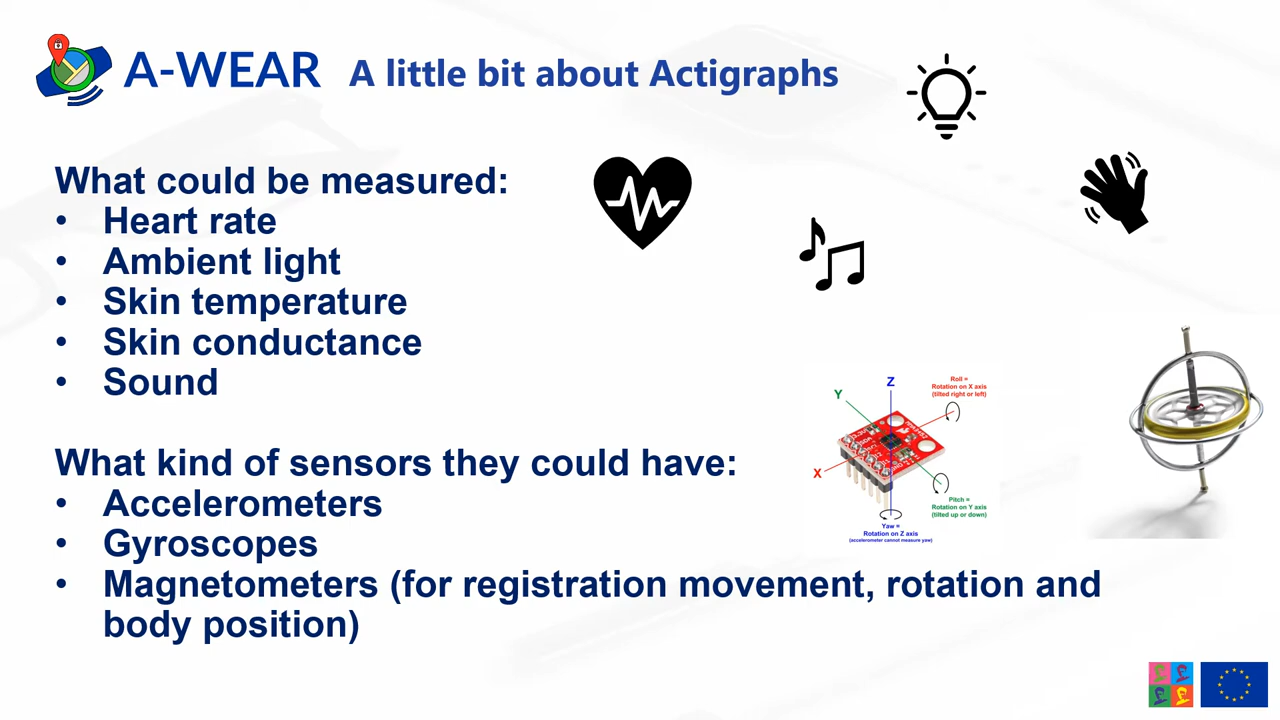 A-WEAR A little bit about Actigraphs
What could be measured:
• Heart rate
• Ambient light
• Skin temperature
• Skin conductance
• Sound
What kind of sensors they could have:
• Accelerometers
• Gyroscopes
• Magnetometers (for registration movement, rotation and
body position)
Z
Y
X
Roll =
Rotation on X axis
(tilted right or left)
Pitch =
Rotation on Y axis
(tilted up or down)
Yaw =
Rotation on Z axis
(accelerometer cannot measure yaw)